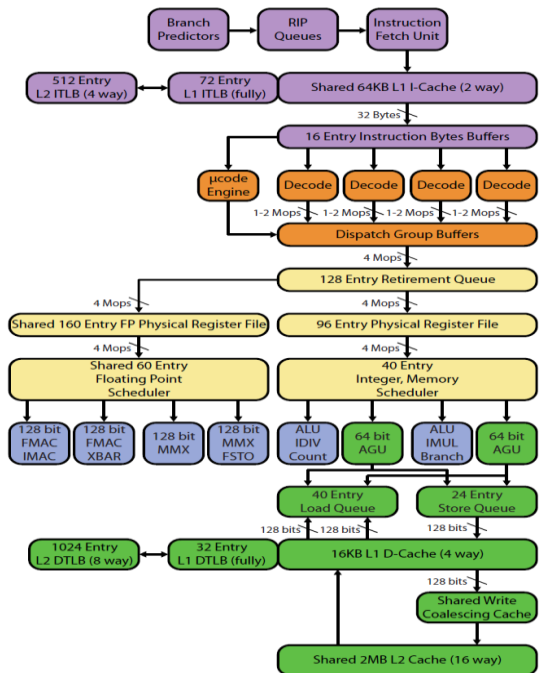 Branch
Predictors
RIP
Queues
Instruction
Fetch Unit
512 Entry
L2 ITLB (4 way)
72 Entry
L1 ITLB (fully)
Shared 64KB L1 I-Cache (2 way)
32 Bytes
16 Entry Instruction Bytes Buffers
μcode
Engine
Decode
Decode
Decode
Decode
1-2 Mops
1-2 Mops
1-2 Mops
1-2 Mops
Dispatch Group Buffers
4 Mops
128 Entry Retirement Queue
4 Mops
4 Mops
Shared 160 Entry FP Physical Register File
96 Entry Physical Register File
4 Mops
4 Mops
Shared 60 Entry
Floating Point
Scheduler
40 Entry
Integer, Memory
Scheduler
128 bit
FMAC
IMAC
128 bit
FMAC
XBAR
128 bit
MMX
128 bit
MMX
FSTO
ALU
IDIV
Count
64 bit
AGU
ALU
IMUL
Branch
64 bit
AGU
40 Entry
Load Queue
24 Entry
Store Queue
128 bits
128 bits
128 bits
1024 Entry
L2 DTLB (8 way)
32 Entry
L1 DTLB (fully)
16KB L1 D-Cache (4 way)
128 bits
Shared Write
Coalescing Cache
Shared 2MB L2 Cache (16 way)